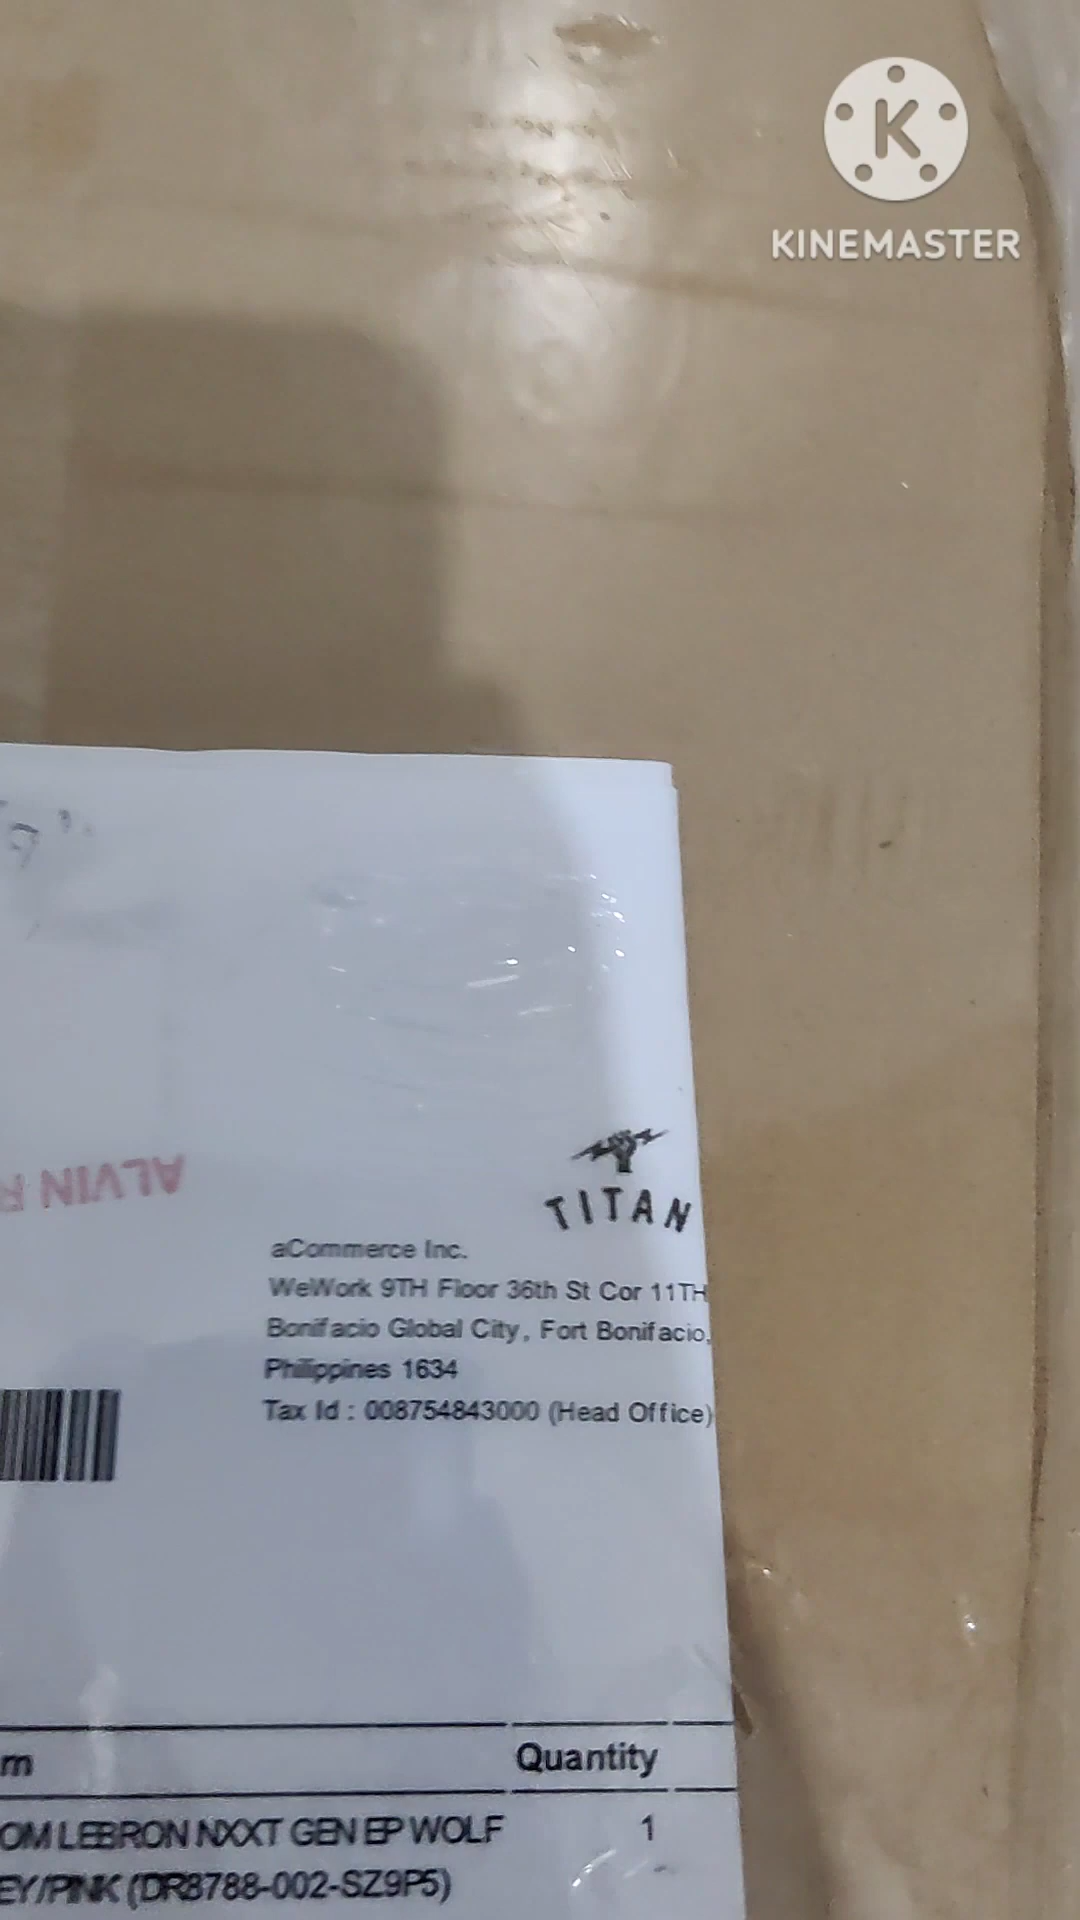 K
KINEMASTER
ALVIN R
TITAN
aCommerce Inc.
WeWork 9TH Floor 36th St Cor 11TH
Bonifacio Global City, Fort Bonifacio,
Philippines 1634
Tax Id : 008754843000 (Head Office)
m Quantity
OM LEBRON NXXT GEN EP WOLF 1
EY/PINK (DR8788-002-SZ9P5)